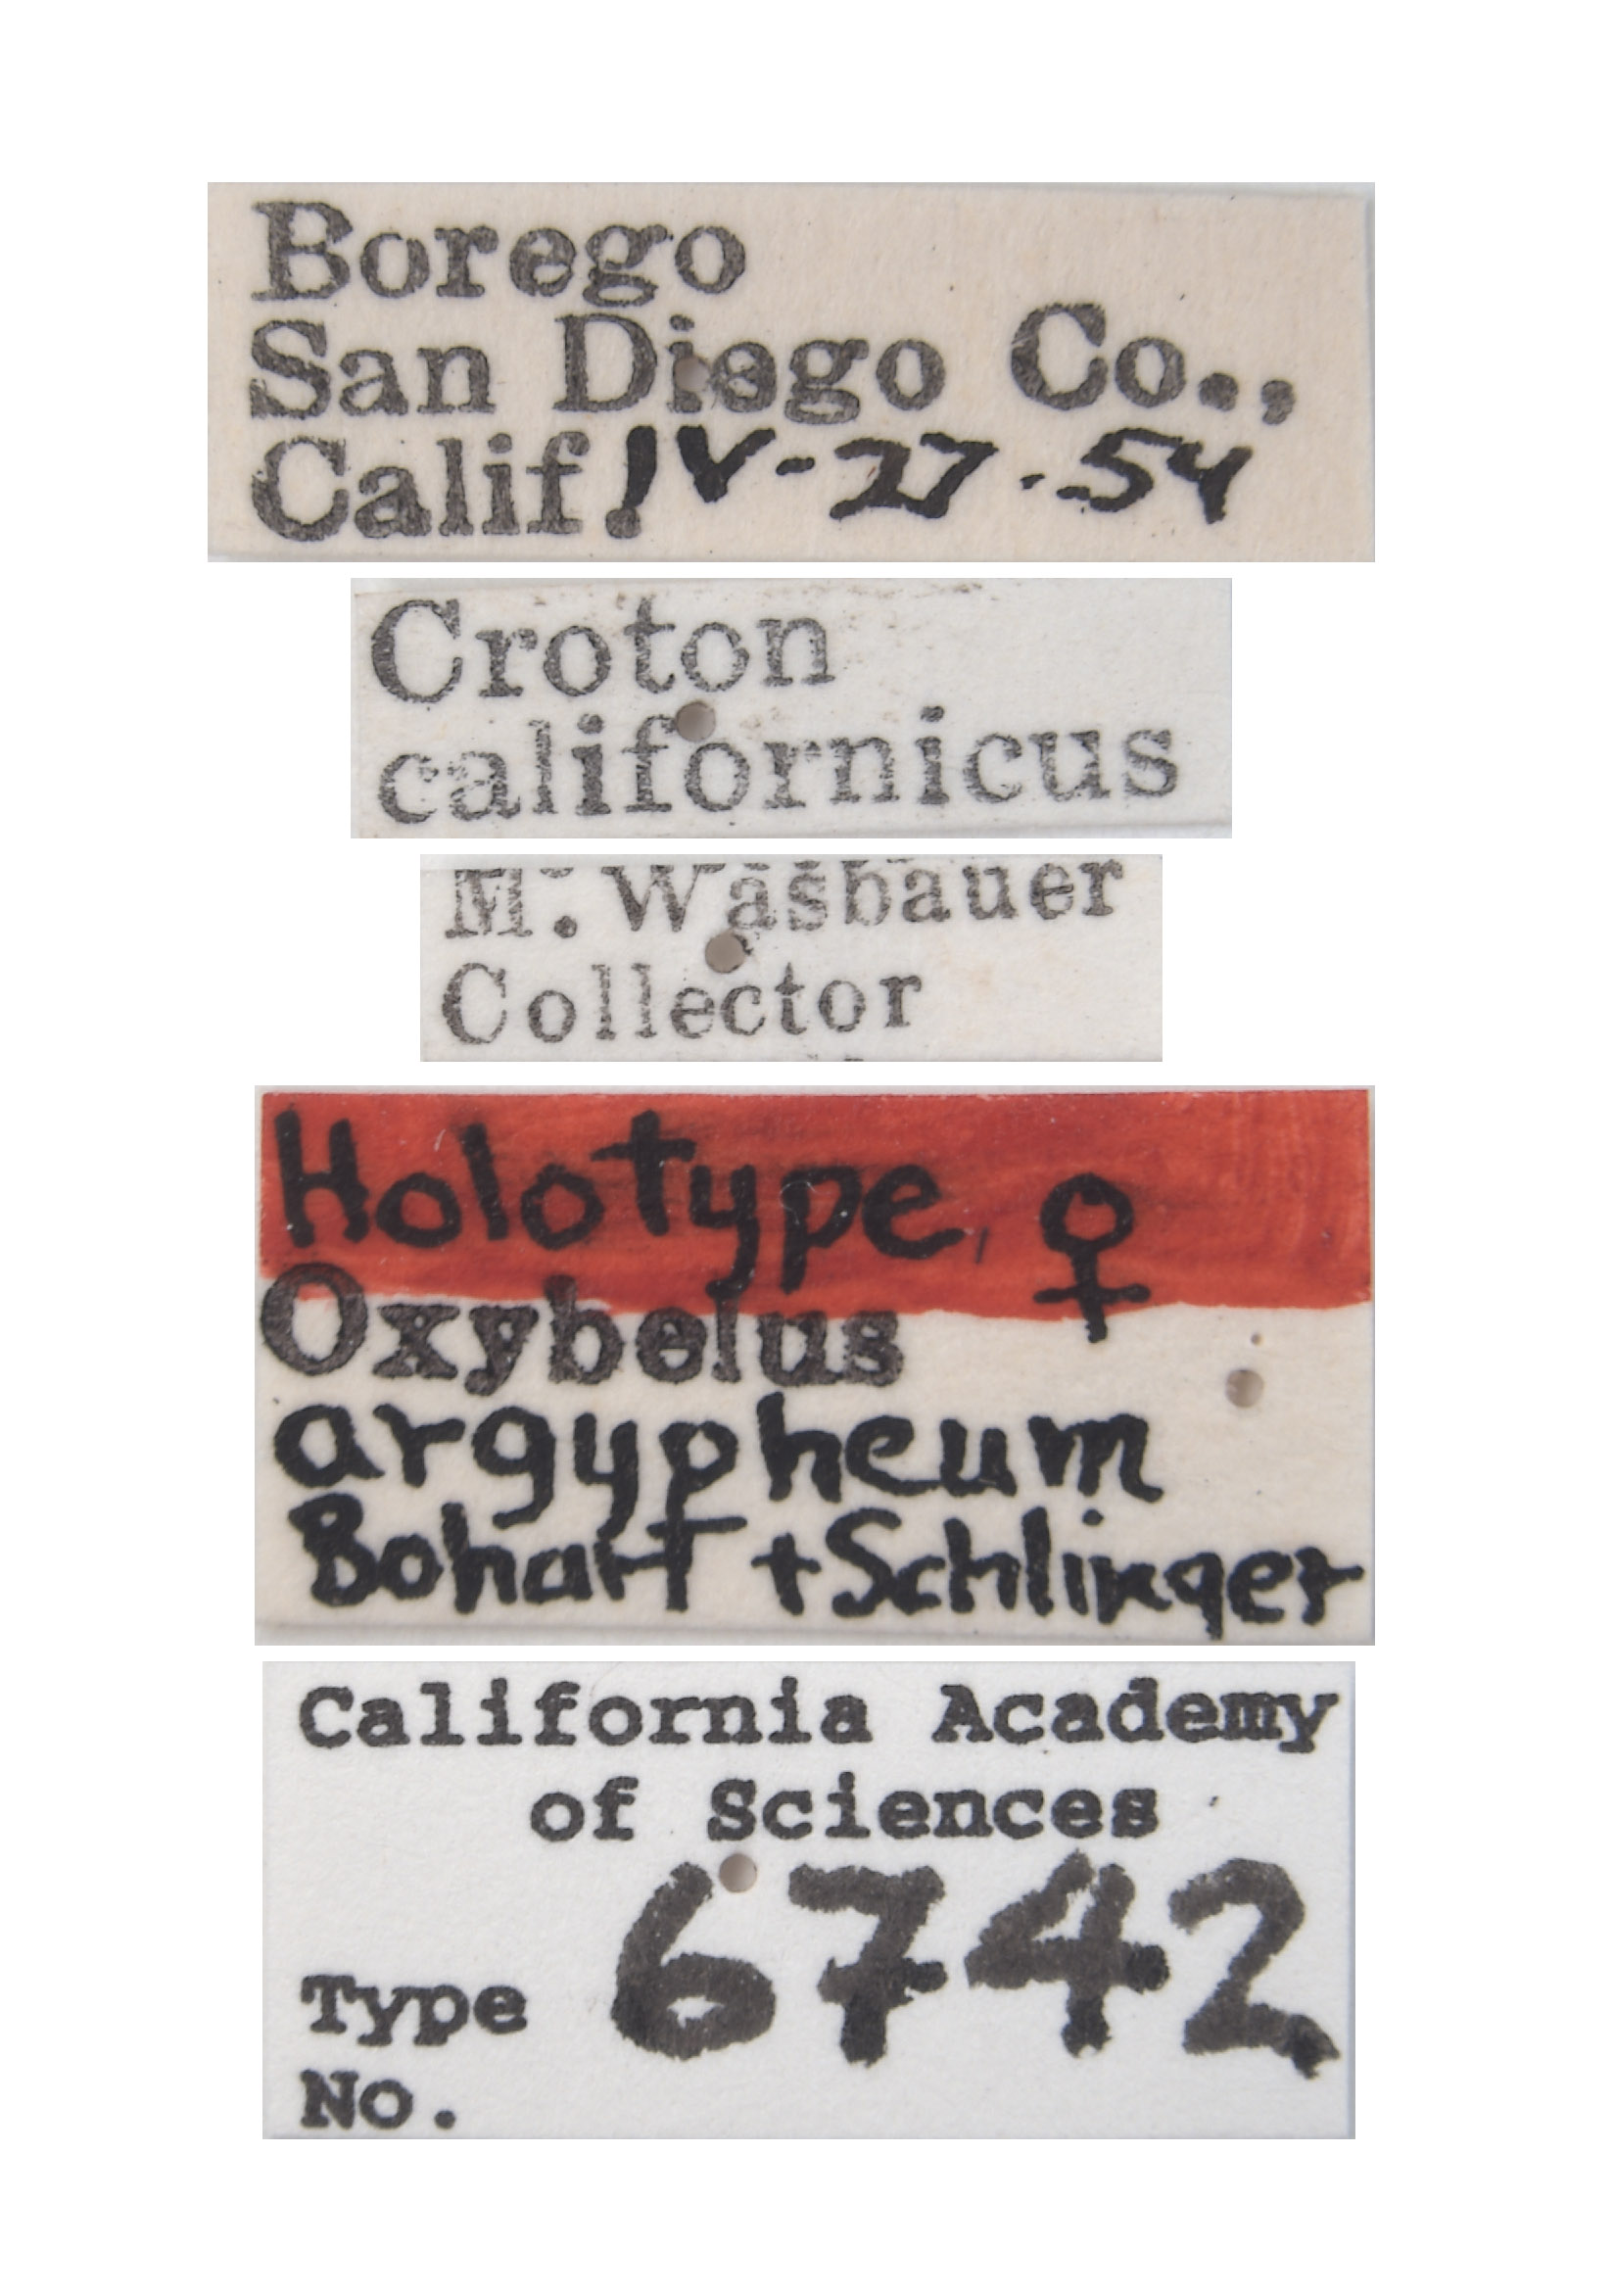 Borego
San Diego Co.,
Calif. IV-27-54
Croton
californicus
M. Wasbauer
Collector
Holotype, ♀
Oxybelus
argypheum
Bohart + Schlinger
California Academy
of Sciences
6742
Type
No.